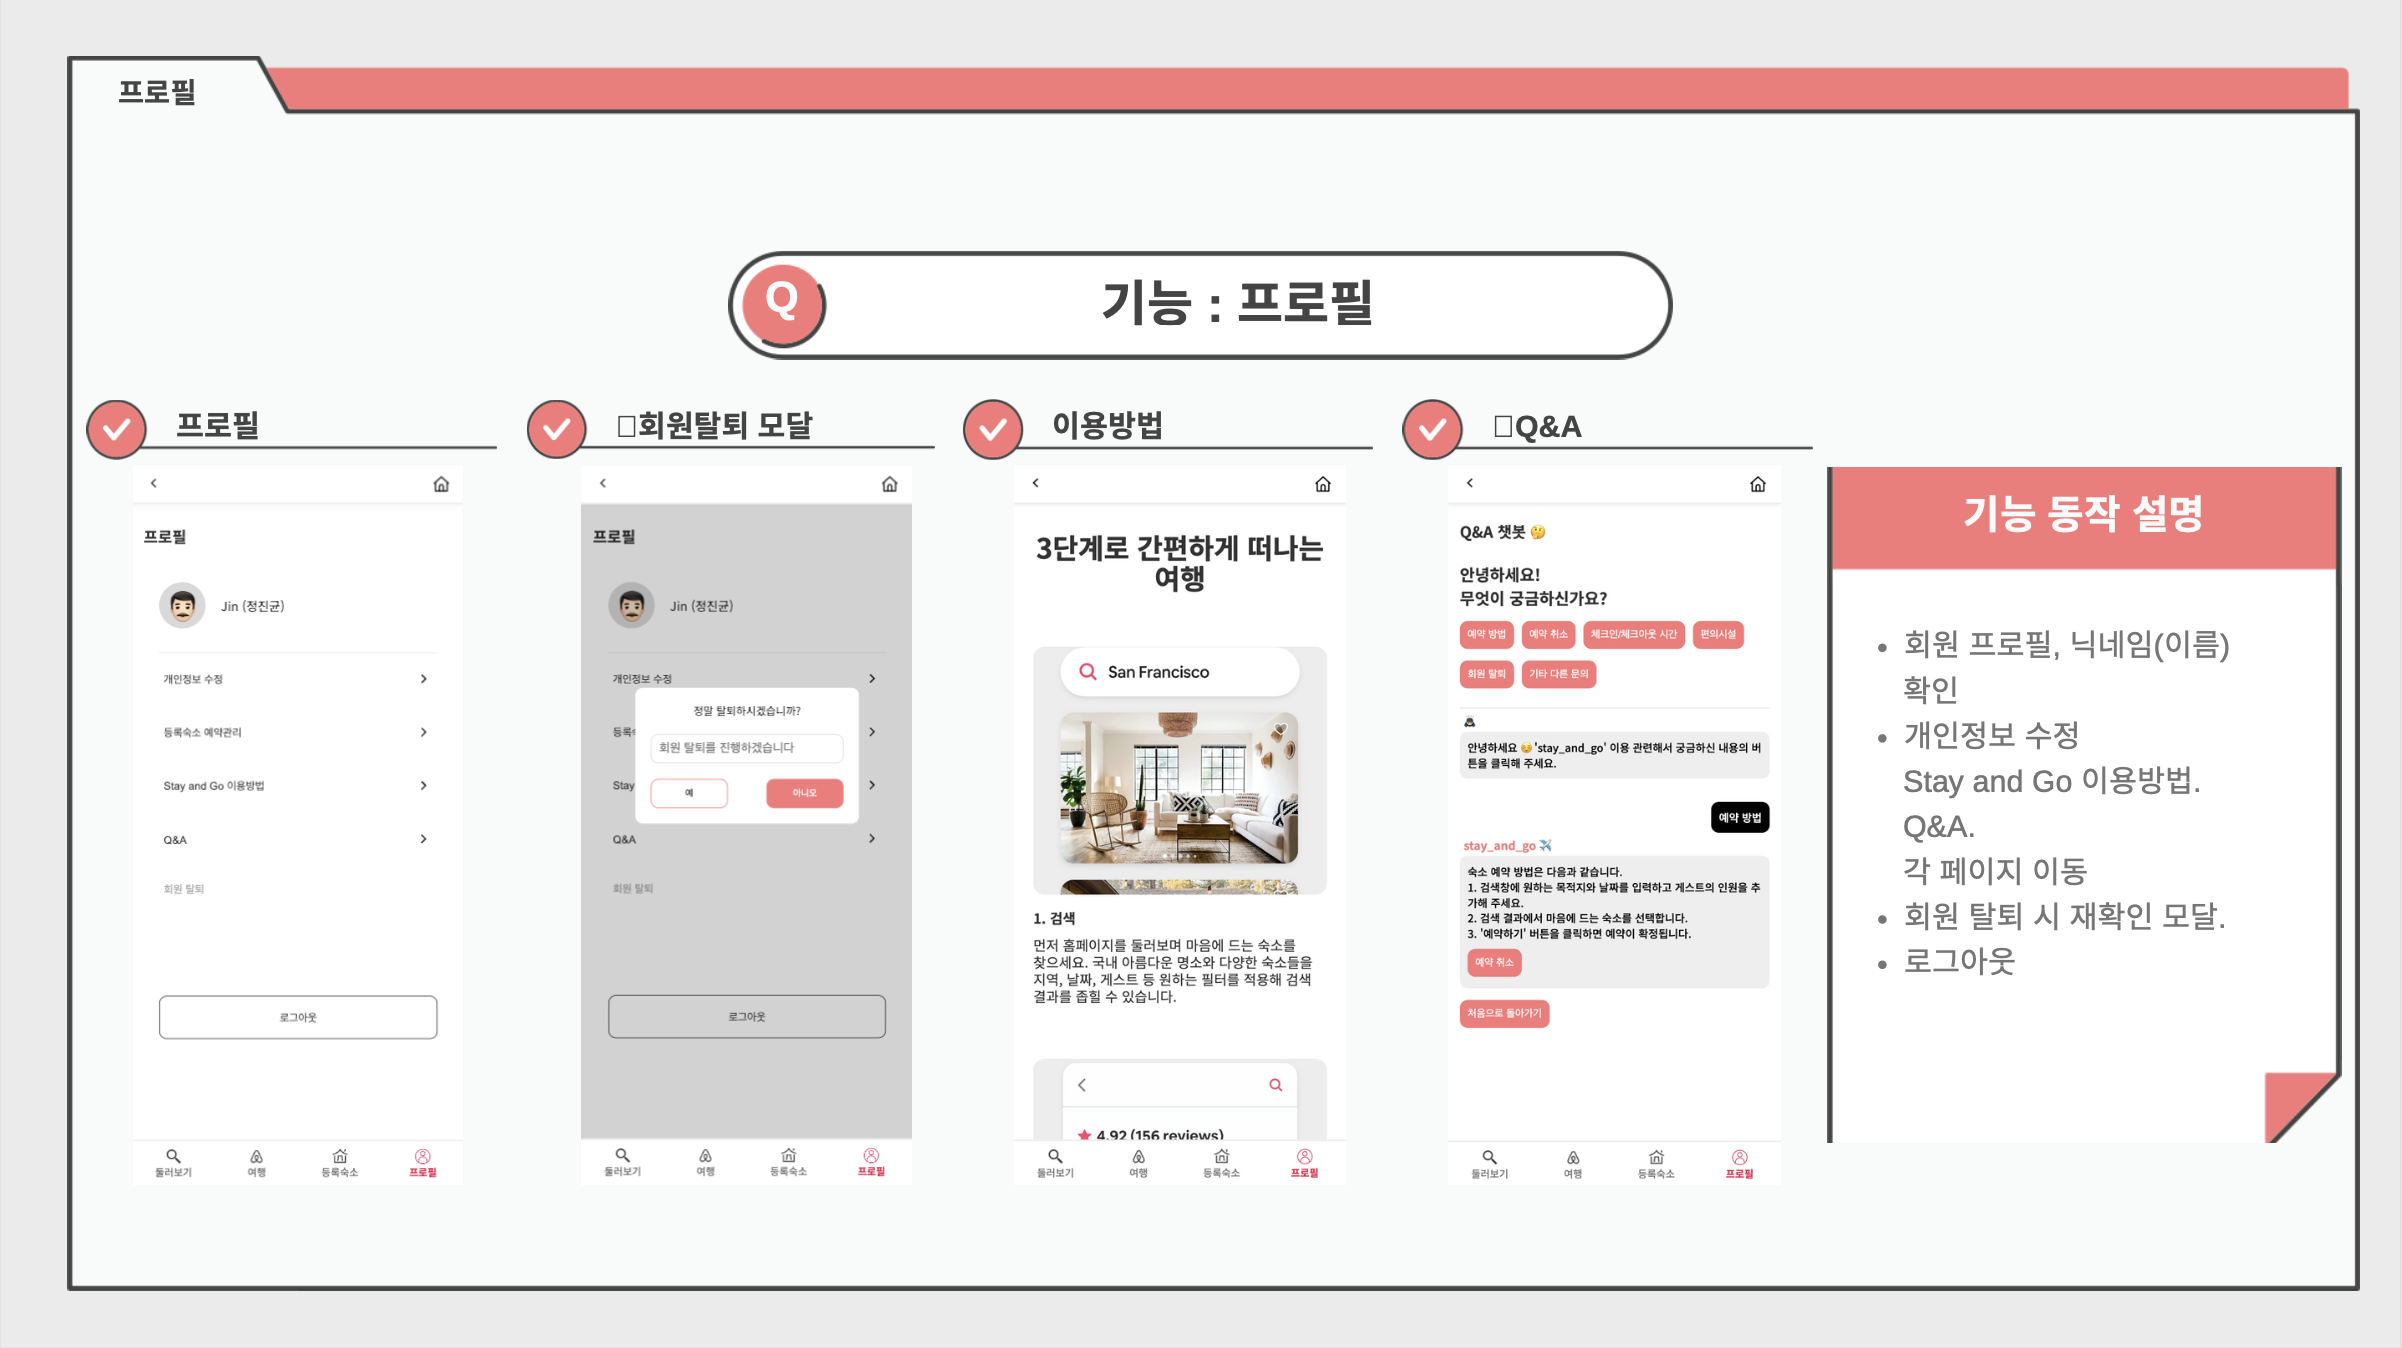 프로필
Q
기능 : 프로필
프로필
프로필
Jin (정진균)
개인정보 수정
등록숙소 예약관리
Stay and Go 이용방법
Q&A
회원 탈퇴
로그아웃
둘러보기 여행 등록숙소 프로필
□회원탈퇴 모달
프로필
Jin (정진균)
개인정보 수정
정말 탈퇴하시겠습니까?
등록
회원 탈퇴를 진행하겠습니다
Stay
예 아니오
Q&A
회원 탈퇴
로그아웃
둘러보기 여행 등록숙소 프로필
이용방법
3단계로 간편하게 떠나는
여행
San Francisco
1. 검색
먼저 홈페이지를 둘러보며 마음에 드는 숙소를
찾으세요. 국내 아름다운 명소와 다양한 숙소들을
지역, 날짜, 게스트 등 원하는 필터를 적용해 검색
결과를 좁힐 수 있습니다.
4.92 (156 reviews)
둘러보기 여행 등록숙소 프로필
□Q&A
Q&A 챗봇 🤔
안녕하세요!
무엇이 궁금하신가요?
예약 방법 예약 취소 체크인/체크아웃 시간 편의시설
회원 탈퇴 기타 다른 문의
안녕하세요 😊 'stay_and_go' 이용 관련해서 궁금하신 내용의 버
튼을 클릭해 주세요.
예약 방법
stay_and_go ✈️
숙소 예약 방법은 다음과 같습니다.
1. 검색창에 원하는 목적지와 날짜를 입력하고 게스트의 인원을 추
가해 주세요.
2. 검색 결과에서 마음에 드는 숙소를 선택합니다.
3. '예약하기' 버튼을 클릭하면 예약이 확정됩니다.
예약 취소
처음으로 돌아가기
둘러보기 여행 등록숙소 프로필
기능 동작 설명
• 회원 프로필, 닉네임(이름)
확인
• 개인정보 수정
Stay and Go 이용방법.
Q&A.
각 페이지 이동
• 회원 탈퇴 시 재확인 모달.
• 로그아웃